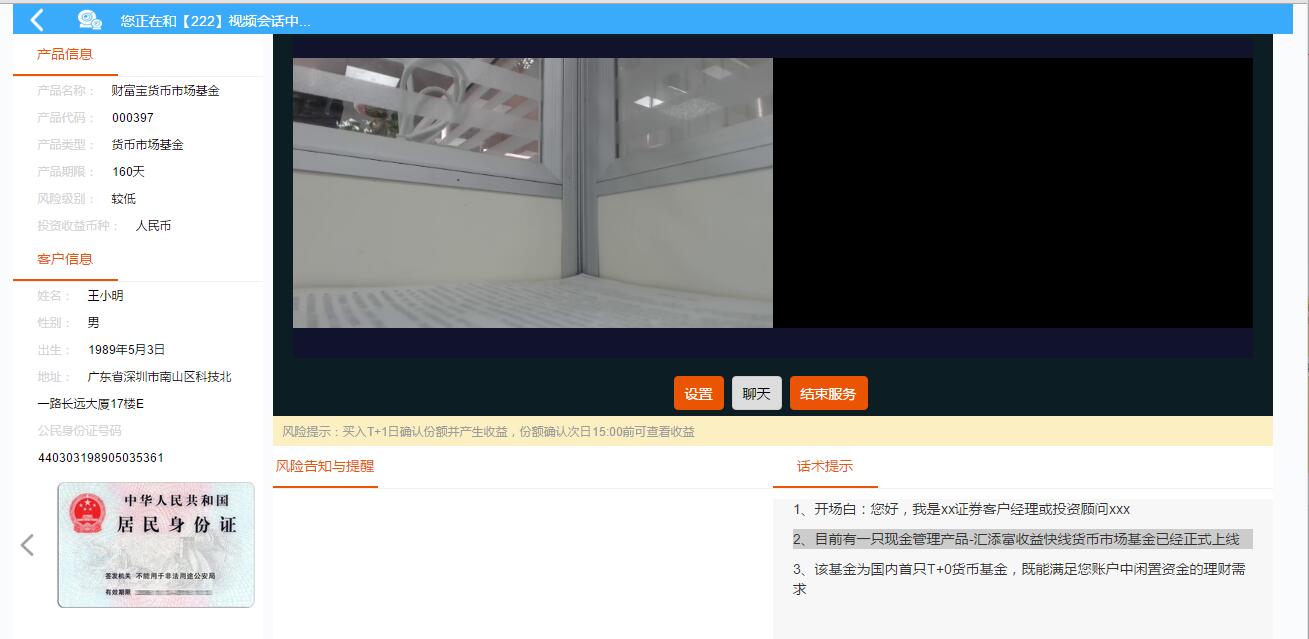 您正在和【222】视频会话中...
产品信息
产品名称： 财富宝货币市场基金
产品代码： 000397
产品类型： 货币市场基金
产品期限： 160天
风险级别： 较低
投资收益币种： 人民币
客户信息
姓名： 王小明
性别： 男
出生： 1989年5月3日
地址： 广东省深圳市南山区科技北
一路长远大厦17楼E
公民身份证号码
440303198905035361
中华人民共和国
居民身份证
签发机关 不能用于非法用途公安局
有效期限
设置
聊天
结束服务
风险提示：买入T+1日确认份额并产生收益，份额确认次日15:00前可查看收益
风险告知与提醒
话术提示
1、开场白：您好，我是xx证券客户经理或投资顾问xxx
2、目前有一只现金管理产品-汇添富收益快线货币市场基金已经正式上线
3、该基金为国内首只T+0货币基金，既能满足您账户中闲置资金的理财需
求